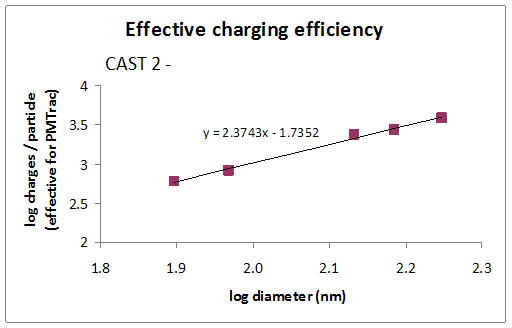 Effective charging efficiency
CAST 2 -
log charges / particle
(effective for PMTrac)
4
3.5
3
2.5
2
y = 2.3743x - 1.7352
1.8 1.9 2.0 2.1 2.2 2.3
log diameter (nm)